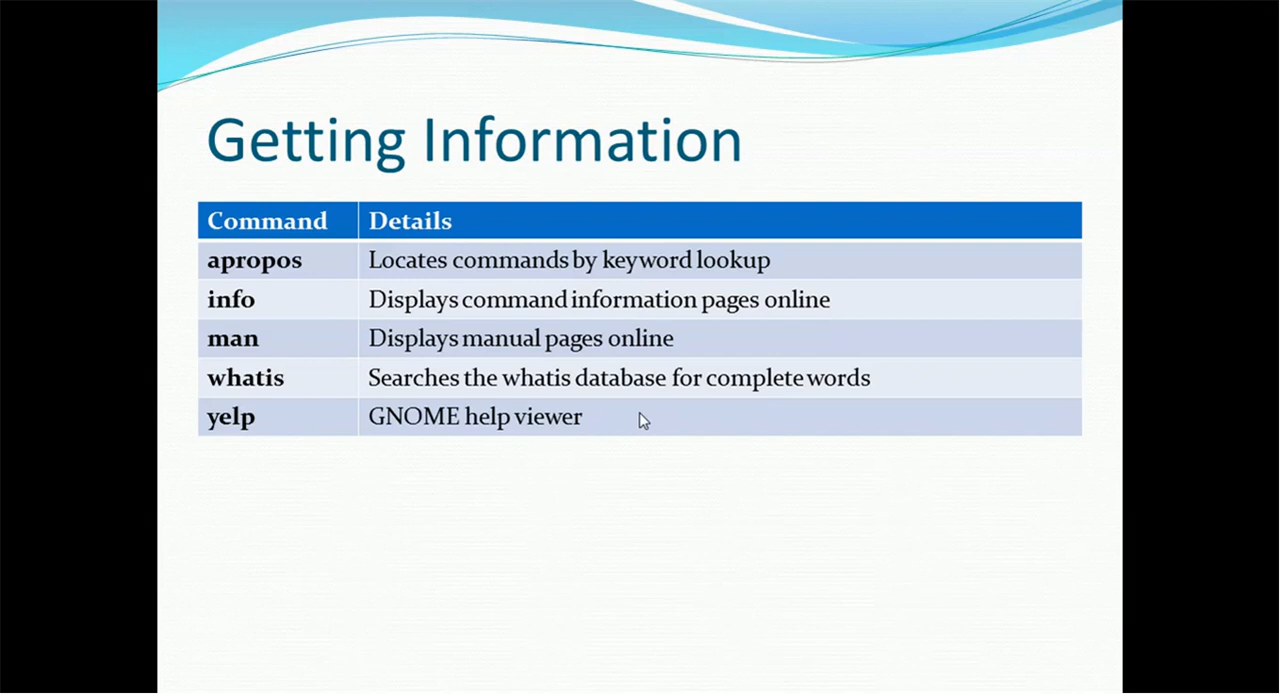 Getting Information
Command Details
apropos Locates commands by keyword lookup
info Displays command information pages online
man Displays manual pages online
whatis Searches the whatis database for complete words
yelp GNOME help viewer